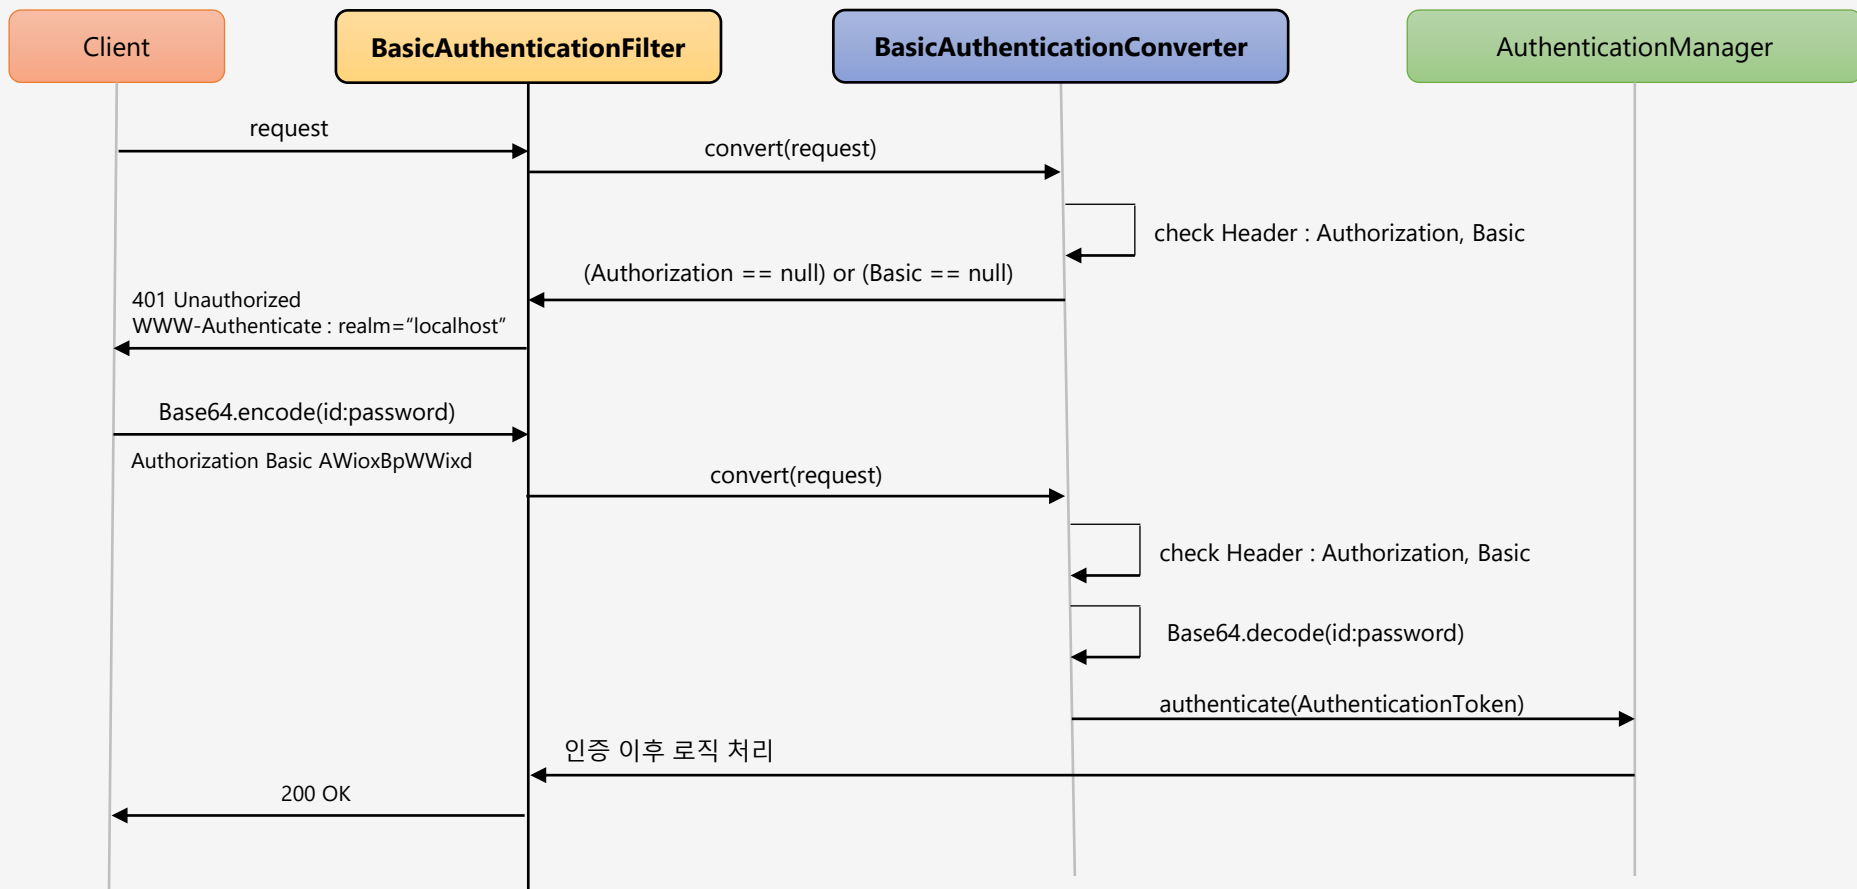 Client
BasicAuthenticationFilter
BasicAuthenticationConverter
AuthenticationManager
request
convert(request)
check Header : Authorization, Basic
(Authorization == null) or (Basic == null)
401 Unauthorized
WWW-Authenticate : realm=“localhost”
Base64.encode(id:password)
Authorization Basic AWioxBpWWixd
convert(request)
check Header : Authorization, Basic
Base64.decode(id:password)
authenticate(AuthenticationToken)
인증 이후 로직 처리
200 OK